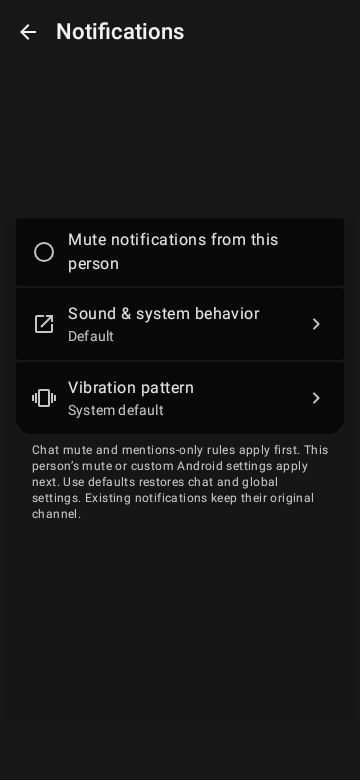 Notifications
Mute notifications from this
person
Sound & system behavior
Default
Vibration pattern
System default
Chat mute and mentions-only rules apply first. This
person's mute or custom Android settings apply
next. Use defaults restores chat and global
settings. Existing notifications keep their original
channel.